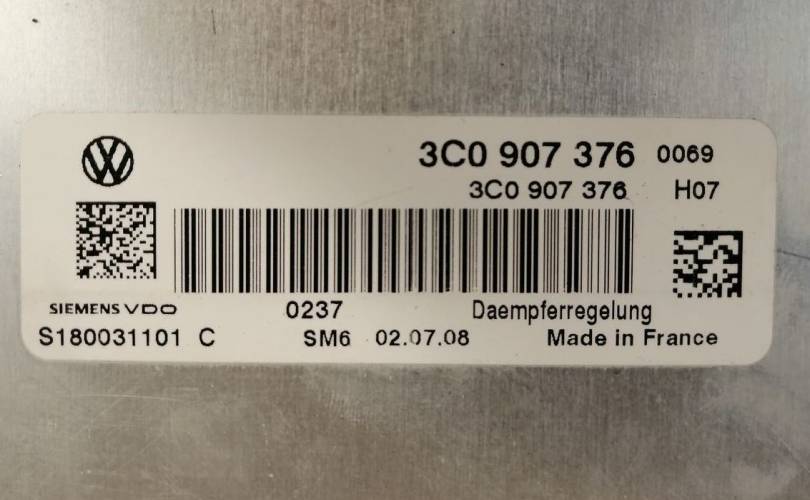 3C0 907 376 0069
3C0 907 376 H07
SIEMENS VDO 0237 Daempferregelung
S180031101 C SM6 02.07.08 Made in France